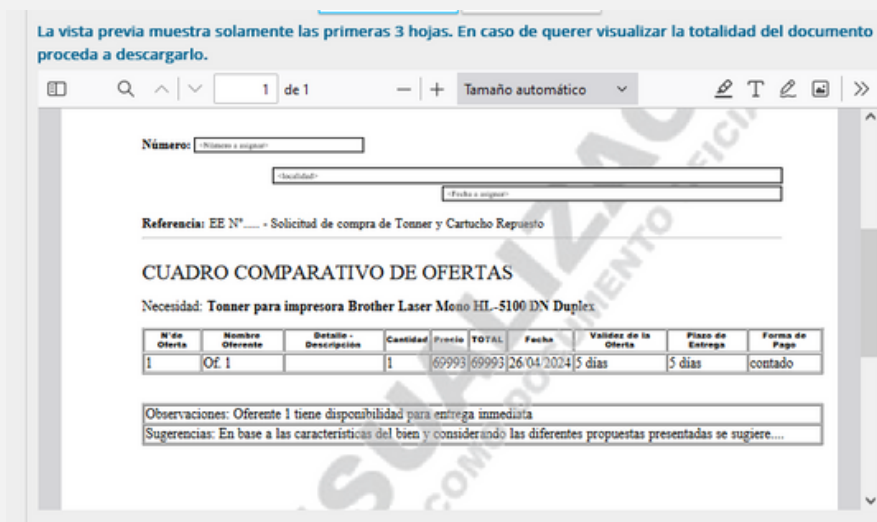 La vista previa muestra solamente las primeras 3 hojas. En caso de querer visualizar la totalidad del documento
proceda a descargarlo.
1 de 1 Tamaño automático
Número: <Número a asignar>
<localidad>
<Fecha a asignar>
Referencia: EE N°..... - Solicitud de compra de Tonner y Cartucho Repuesto
CUADRO COMPARATIVO DE OFERTAS
Necesidad: Tonner para impresora Brother Laser Mono HL-5100 DN Duplex
N°de Oferta Nombre Oferente Detalle - Descripción Cantidad Precio TOTAL Fecha Validez de la Oferta Plazo de Entrega Forma de Pago
1 Of. 1 1 69993 69993 26/04/2024 5 días 5 días contado
Observaciones: Oferente 1 tiene disponibilidad para entrega inmediata
Sugerencias: En base a las características del bien y considerando las diferentes propuestas presentadas se sugiere....